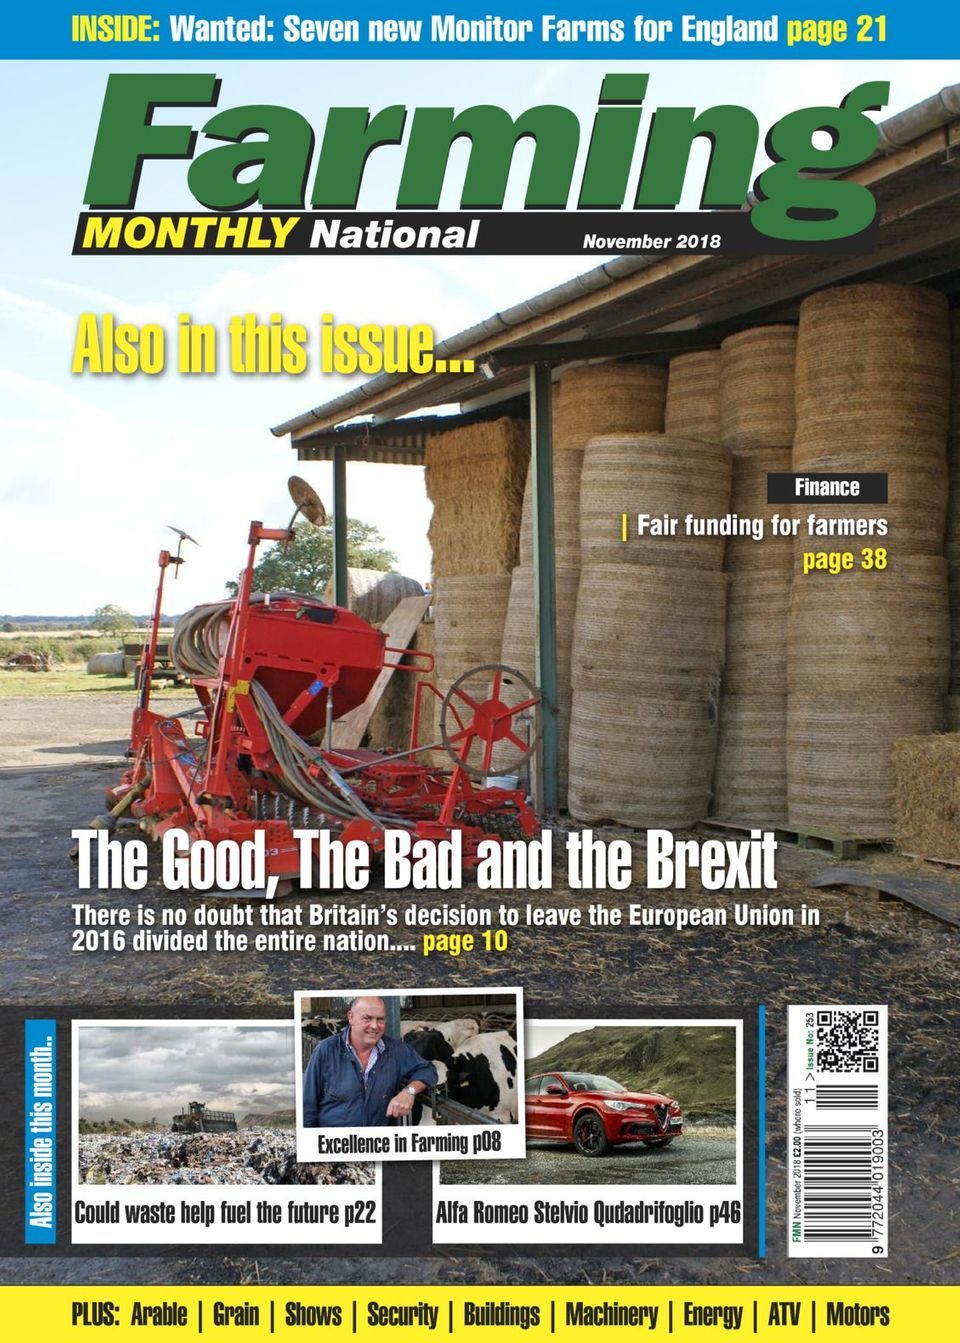 INSIDE: Wanted: Seven new Monitor Farms for England page 21
Farming
MONTHLY National
November 2018
Also in this issue...
Finance
| Fair funding for farmers
page 38
The Good, The Bad and the Brexit
There is no doubt that Britain's decision to leave the European Union in
2016 divided the entire nation.... page 10
Also inside this month..
Excellence in Farming p08
Could waste help fuel the future p22
Alfa Romeo Stelvio Qudadrifoglio p46
FMN November 2018 £2.00 (where sold)
11 > Issue No: 253
9 772044 019003
PLUS: Arable | Grain | Shows | Security | Buildings | Machinery | Energy | ATV | Motors